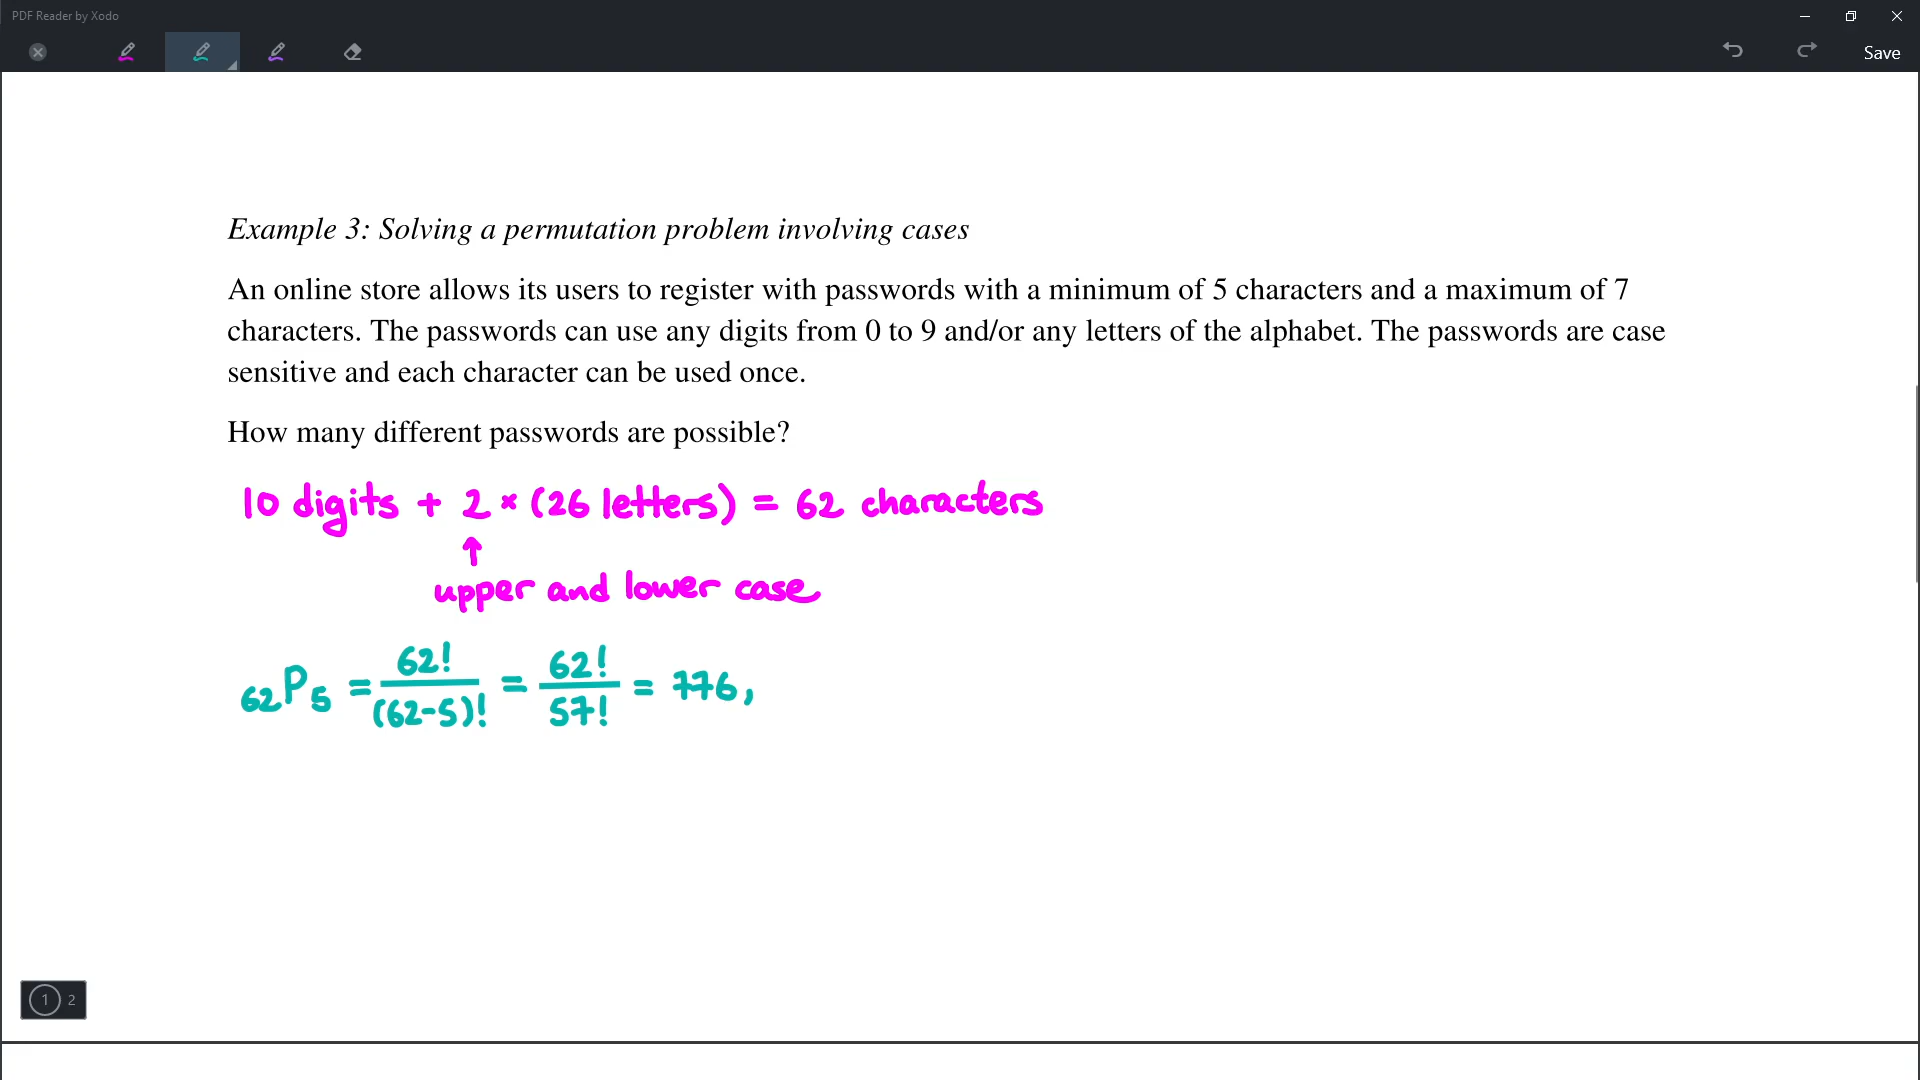 PDF Reader by Xodo
Save
Example 3: Solving a permutation problem involving cases
An online store allows its users to register with passwords with a minimum of 5 characters and a maximum of 7
characters. The passwords can use any digits from 0 to 9 and/or any letters of the alphabet. The passwords are case
sensitive and each character can be used once.
How many different passwords are possible?
10 digits + 2 × (26 letters) = 62 characters
↑
upper and lower case
₆₂P₅ = 62!/(62-5)! = 62!/57! = 776,
1 2